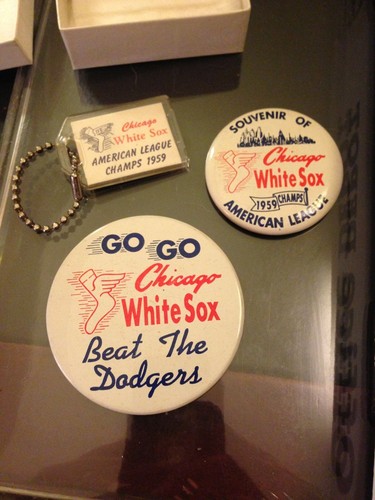 Chicago
White Sox
AMERICAN LEAGUE
CHAMPS 1959
SOUVENIR OF
Chicago
White Sox
1959 CHAMPS
AMERICAN LEAGUE
GO GO
Chicago
White Sox
Beat The
Dodgers